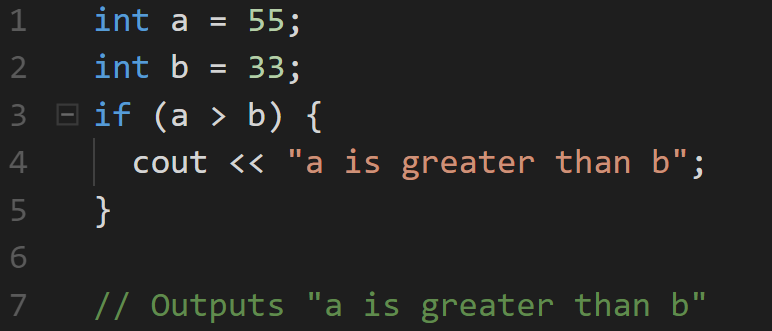 1 int a = 55;
2 int b = 33;
3 if (a > b) {
4 cout << "a is greater than b";
5 }
6
7 // Outputs "a is greater than b"